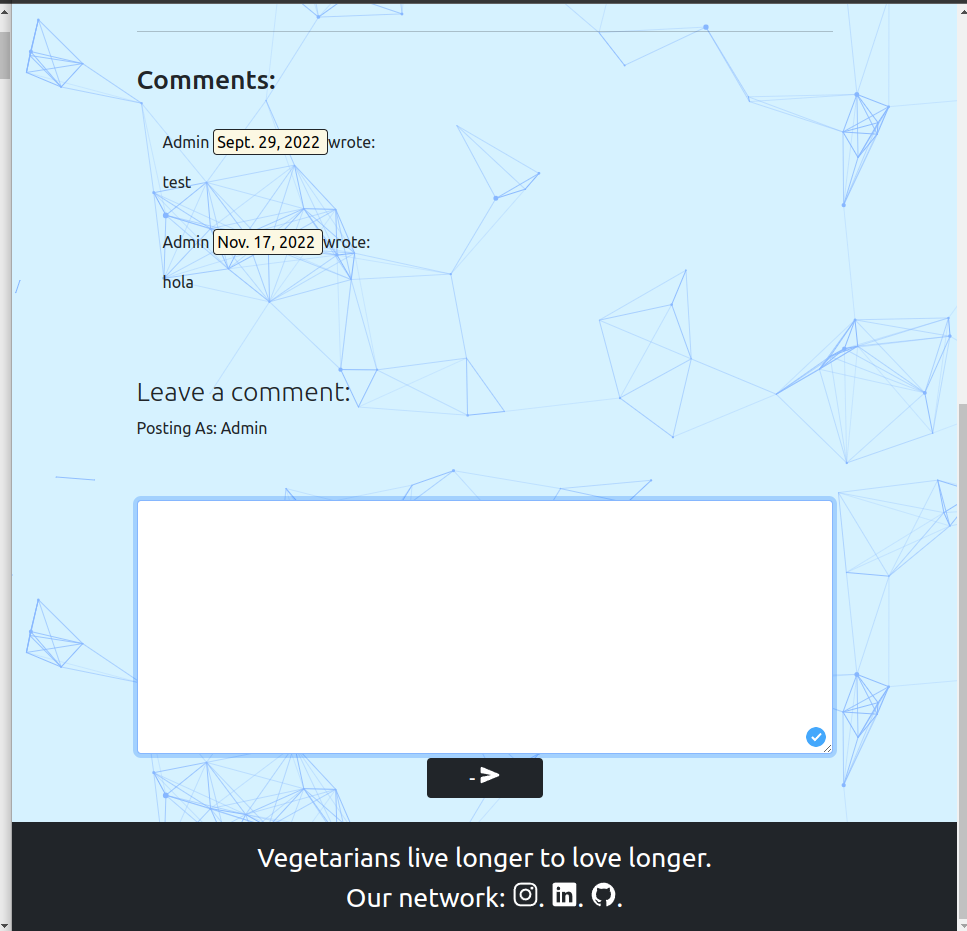 Comments:
Admin Sept. 29, 2022 wrote:
test
Admin Nov. 17, 2022 wrote:
hola
Leave a comment:
Posting As: Admin
-
Vegetarians live longer to love longer.
Our network: . in. .